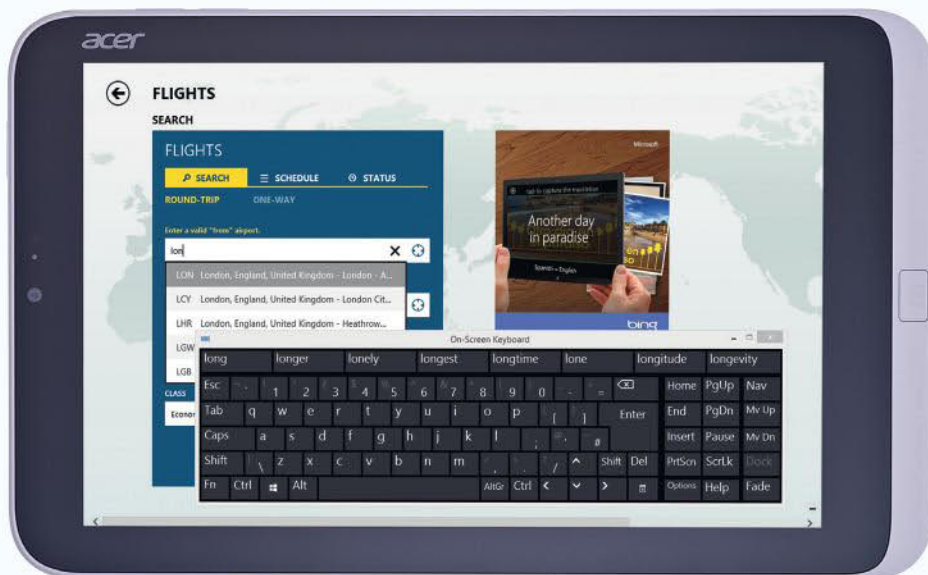 acer
FLIGHTS
SEARCH
FLIGHTS
SEARCH SCHEDULE STATUS
ROUND-TRIP ONE-WAY
Enter a valid "from" airport.
lon
LON London, England, United Kingdom - London - A...
LCY London, England, United Kingdom - London Cit...
LHR London, England, United Kingdom - Heathrow...
LGW
LGB
CLASS
Econor
Microsoft
Another day
in paradise
Spanish - English
bing
On-Screen Keyboard
long longer lonely longest longtime lone longitude longevity
Esc 1 2 3 4 5 6 7 8 9 0 - = Home PgUp Nav
Tab q w e r t y u i o p [ ] Enter End PgDn Mv Up
Caps a s d f g h j k l ; ' ø Insert Pause Mv Dn
Shift \ z x c v b n m , . / ^ Shift Del PrtScn ScrLk Dock
Fn Ctrl Alt AltGr Ctrl < v > Options Help Fade